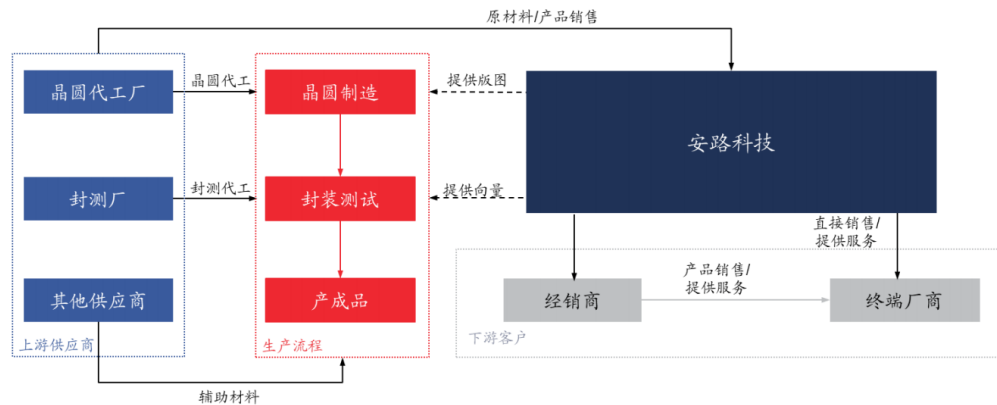 原材料/产品销售
晶圆代工厂
晶圆代工
晶圆制造
提供版图
安路科技
封测厂
封测代工
封装测试
提供向量
直接销售/
提供服务
其他供应商
产成品
经销商
产品销售/
提供服务
终端厂商
上游供应商
生产流程
下游客户
辅助材料